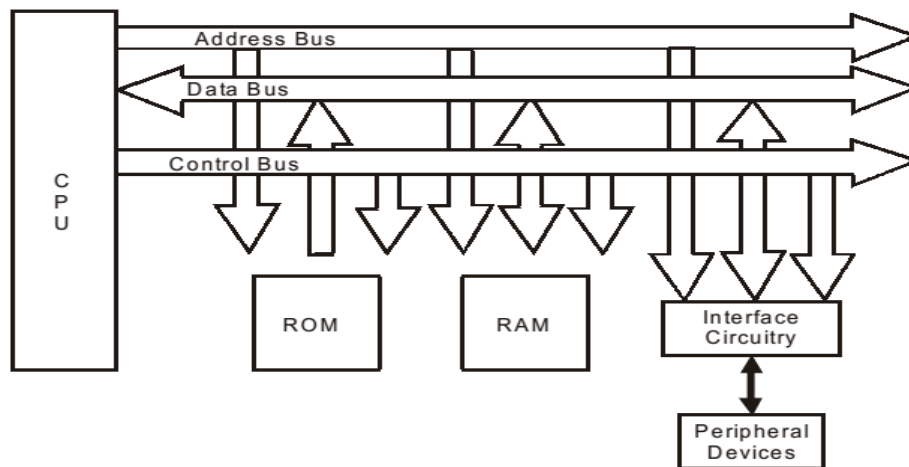 Address Bus
Data Bus
Control Bus
C
P
U
ROM
RAM
Interface
Circuitry
Peripheral
Devices